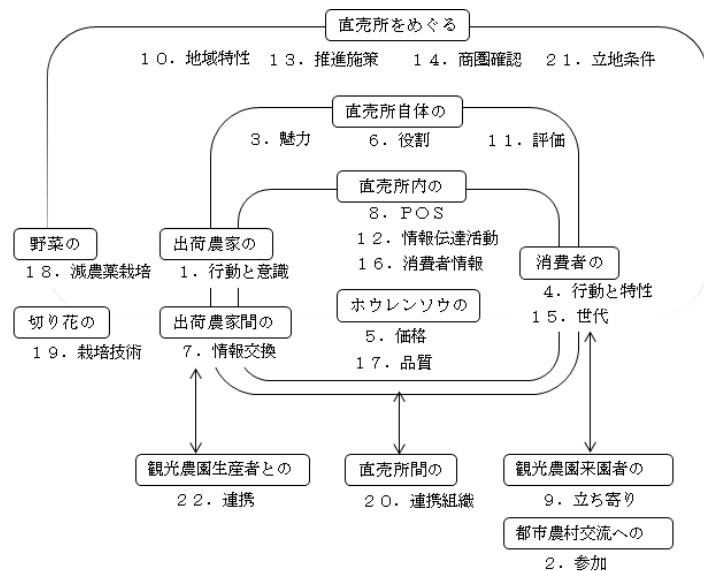 直売所をめぐる
１０．地域特性　１３．推進施策　１４．商圏確認　２１．立地条件
直売所自体の
３．魅力　６．役割　１１．評価
直売所内の
８．ＰＯＳ
１２．情報伝達活動
１６．消費者情報
野菜の
１８．減農薬栽培
出荷農家の
１．行動と意識
消費者の
４．行動と特性
１５．世代
切り花の
１９．栽培技術
出荷農家間の
７．情報交換
ホウレンソウの
５．価格
１７．品質
観光農園生産者との
２２．連携
直売所間の
２０．連携組織
観光農園来園者の
９．立ち寄り
都市農村交流への
２．参加